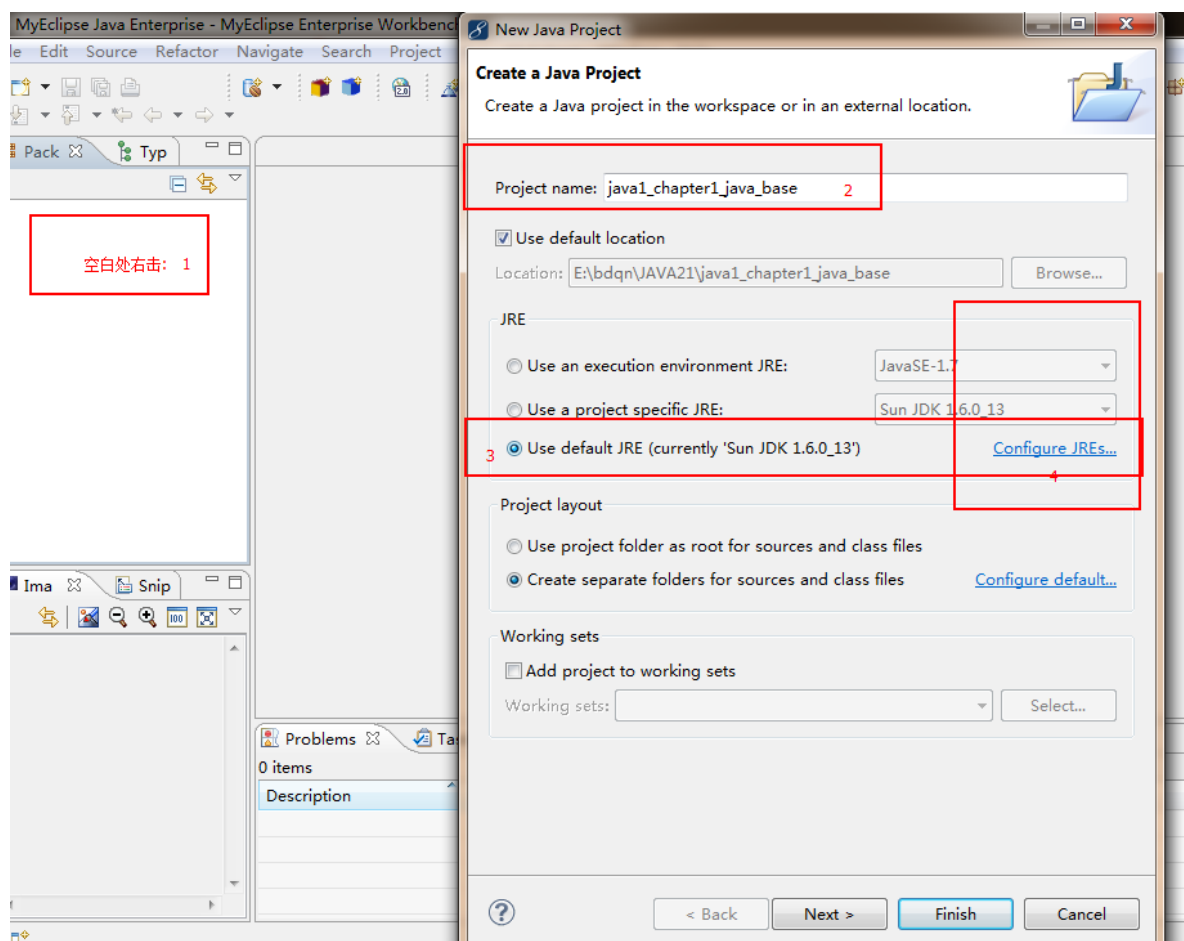 MyEclipse Java Enterprise - MyEclipse Enterprise Workbench
Edit Source Refactor Navigate Search Project
Pack Typ
空白处右击： 1
Ima Snip
100
2.0
Problems
0 items
Description
New Java Project
Create a Java Project
Create a Java project in the workspace or in an external location.
Project name: java1_chapter1_java_base 2
Use default location
Location: E:\bdqn\JAVA21\java1_chapter1_java_base Browse...
JRE
Use an execution environment JRE: JavaSE-1.7
Use a project specific JRE: Sun JDK 1.6.0_13
3 Use default JRE (currently 'Sun JDK 1.6.0_13') Configure JREs...
4
Project layout
Use project folder as root for sources and class files
Create separate folders for sources and class files Configure default...
Working sets
Add project to working sets
Working sets: Select...
? < Back Next > Finish Cancel